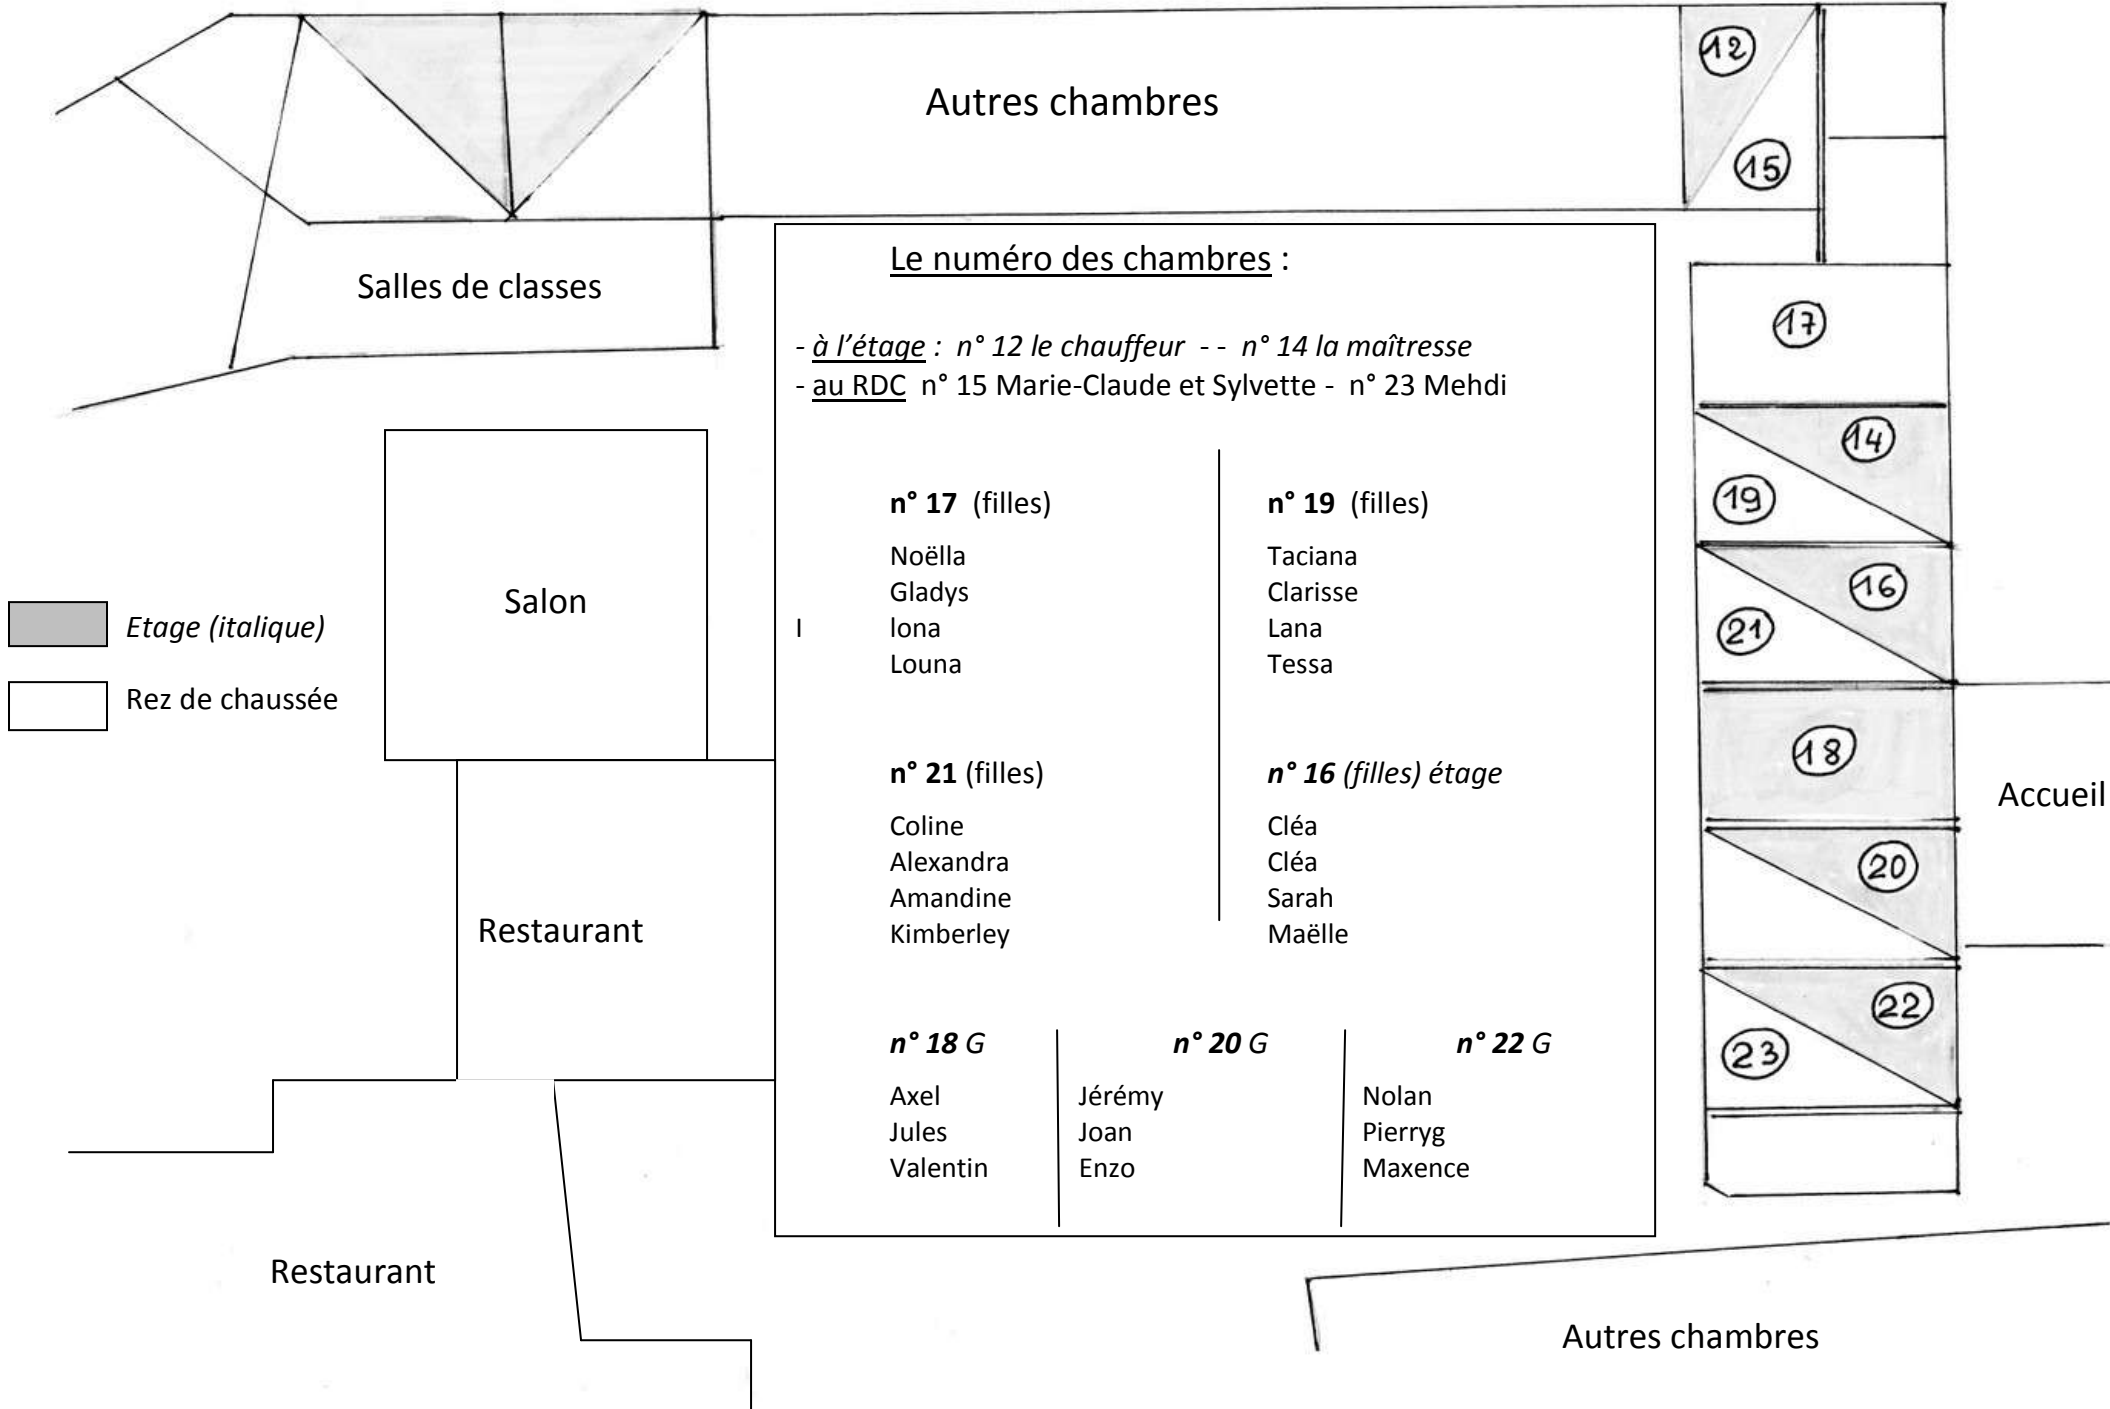 Autres chambres
12
15
Salles de classes
Le numéro des chambres :
- à l'étage : n° 12 le chauffeur - - n° 14 la maîtresse
- au RDC n° 15 Marie-Claude et Sylvette - n° 23 Mehdi
n° 17 (filles)
Noëlla
Gladys
I lona
Louna
n° 19 (filles)
Taciana
Clarisse
Lana
Tessa
n° 21 (filles)
Coline
Alexandra
Amandine
Kimberley
n° 16 (filles) étage
Cléa
Cléa
Sarah
Maëlle
n° 18 G
Axel
Jules
Valentin
n° 20 G
Jérémy
Joan
Enzo
n° 22 G
Nolan
Pierryg
Maxence
17
14
19
16
21
18
20
22
23
Accueil
Salon
Etage (italique)
Rez de chaussée
Restaurant
Restaurant
Autres chambres